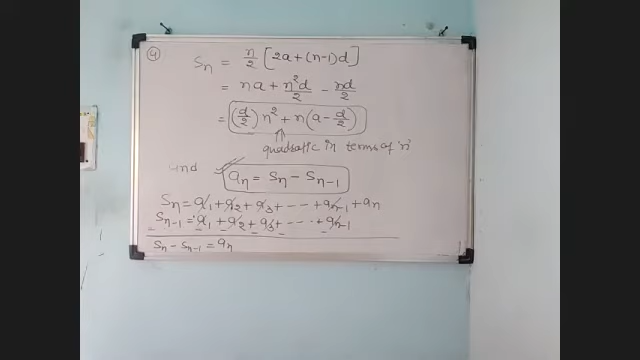 4
Sn = n/2 [2a + (n-1)d]
= na + n²d/2 - nd/2
= (d/2) n² + n(a - d/2)
quadratic in terms of 'n'
and
an = Sn - Sn-1
Sn = a1 + a2 + a3 + --- + an-1 + an
Sn-1 = a1 + a2 + a3 + ---- + an-1
Sn - Sn-1 = an